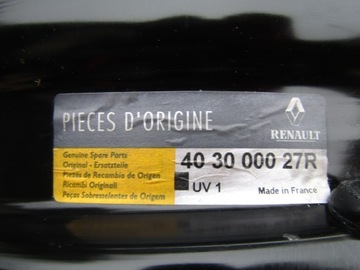 PIECES D'ORIGINE
RENAULT
Genuine Spare Parts
Original - Ersatzteile
Piezas de Recambio de Origen
Ricambi Originali
Peças Sobresselentes de Origem
40 30 000 27R
UV 1
Made in France